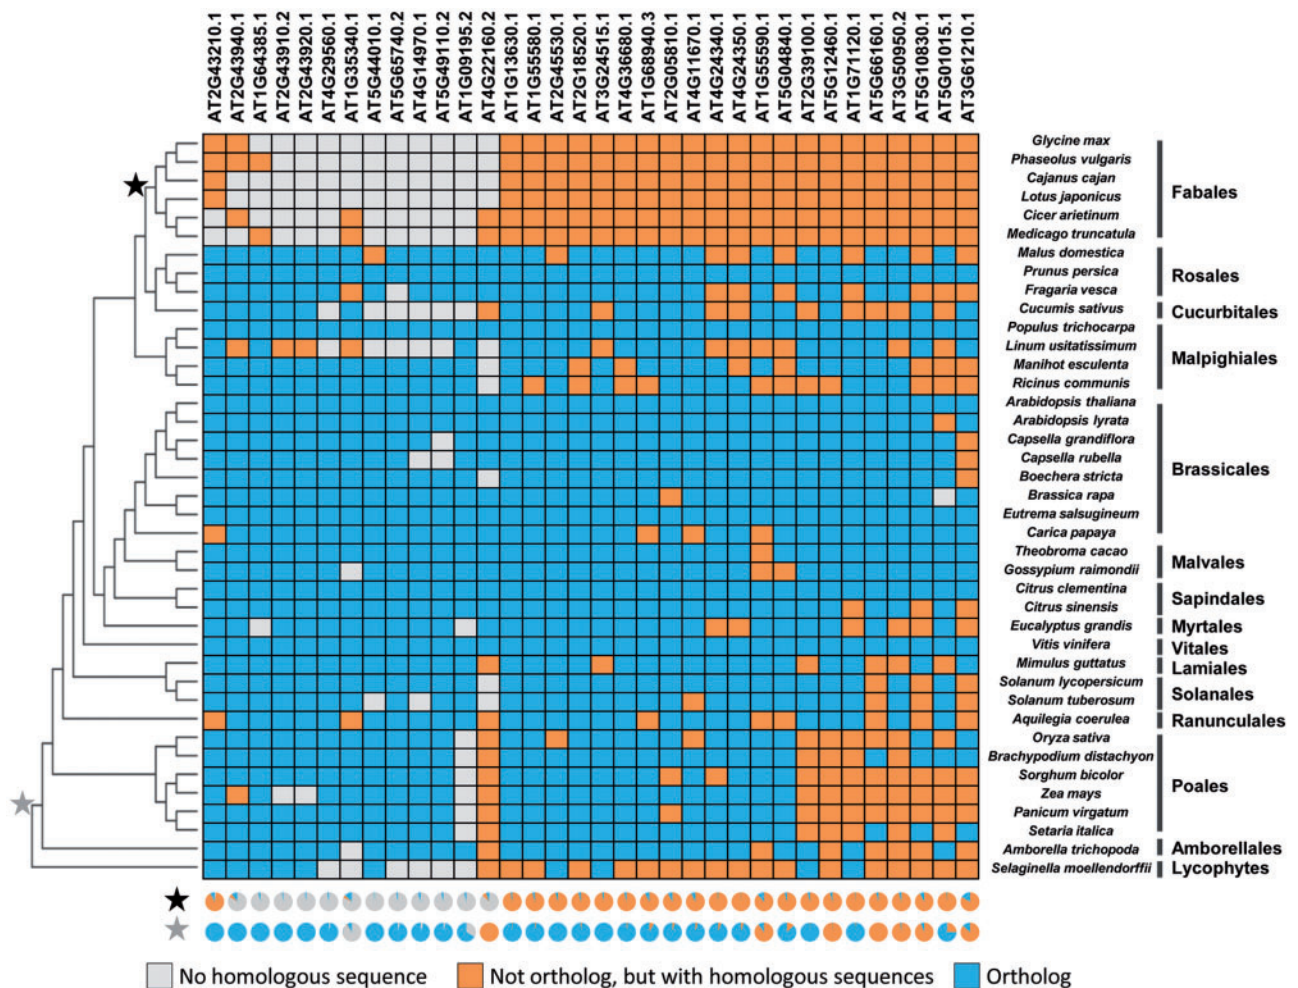 AT2G43210.1
AT2G43940.1
AT1G64385.1
AT2G43910.2
AT2G43920.1
AT4G29560.1
AT1G35340.1
AT5G44010.1
AT5G65740.2
AT4G14970.1
AT5G49110.2
AT1G09195.2
AT4G22160.2
AT1G13630.1
AT1G55580.1
AT2G45530.1
AT2G18520.1
AT3G24515.1
AT4G36680.1
AT1G68940.3
AT2G05810.1
AT4G11670.1
AT4G24340.1
AT4G24350.1
AT1G55590.1
AT5G04840.1
AT2G39100.1
AT5G12460.1
AT1G71120.1
AT5G66160.1
AT3G50950.2
AT5G10830.1
AT5G01015.1
AT3G61210.1
Glycine max
Phaseolus vulgaris
Cajanus cajan
Lotus japonicus
Cicer arietinum
Medicago truncatula
Fabales
Malus domestica
Prunus persica
Fragaria vesca
Rosales
Cucumis sativus
Cucurbitales
Populus trichocarpa
Linum usitatissimum
Manihot esculenta
Ricinus communis
Malpighiales
Arabidopsis thaliana
Arabidopsis lyrata
Capsella grandiflora
Capsella rubella
Boechera stricta
Brassica rapa
Eutrema salsugineum
Carica papaya
Brassicales
Theobroma cacao
Gossypium raimondii
Malvales
Citrus clementina
Citrus sinensis
Sapindales
Eucalyptus grandis
Myrtales
Vitis vinifera
Vitales
Mimulus guttatus
Lamiales
Solanum lycopersicum
Solanum tuberosum
Solanales
Aquilegia coerulea
Ranunculales
Oryza sativa
Brachypodium distachyon
Sorghum bicolor
Zea mays
Panicum virgatum
Setaria italica
Poales
Amborella trichopoda
Amborellales
Selaginella moellendorffii
Lycophytes
No homologous sequence
Not ortholog, but with homologous sequences
Ortholog